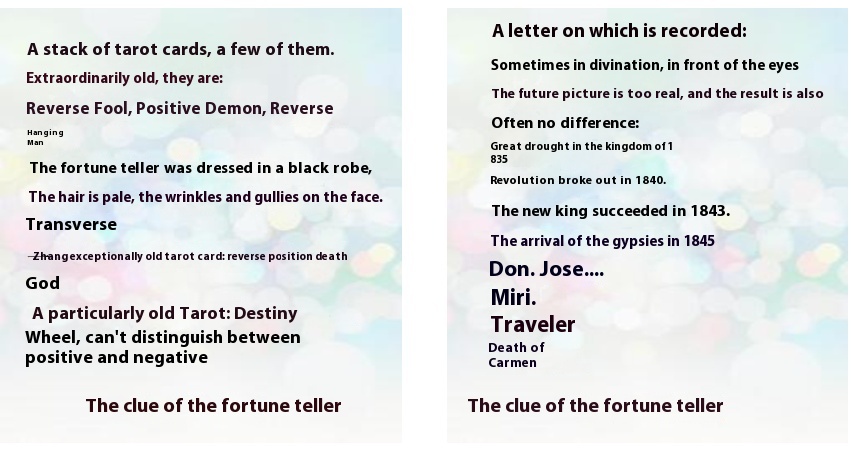 A stack of tarot cards, a few of them.
Extraordinarily old, they are:
Reverse Fool, Positive Demon, Reverse
Hanging
Man
The fortune teller was dressed in a black robe,
The hair is pale, the wrinkles and gullies on the face.
Transverse
Zhang exceptionally old tarot card: reverse position death
God
A particularly old Tarot: Destiny
Wheel, can't distinguish between
positive and negative
The clue of the fortune teller
A letter on which is recorded:
Sometimes in divination, in front of the eyes
The future picture is too real, and the result is also
Often no difference:
Great drought in the kingdom of 1
835
Revolution broke out in 1840.
The new king succeeded in 1843.
The arrival of the gypsies in 1845
Don. Jose....
Miri.
Traveler
Death of
Carmen
The clue of the fortune teller